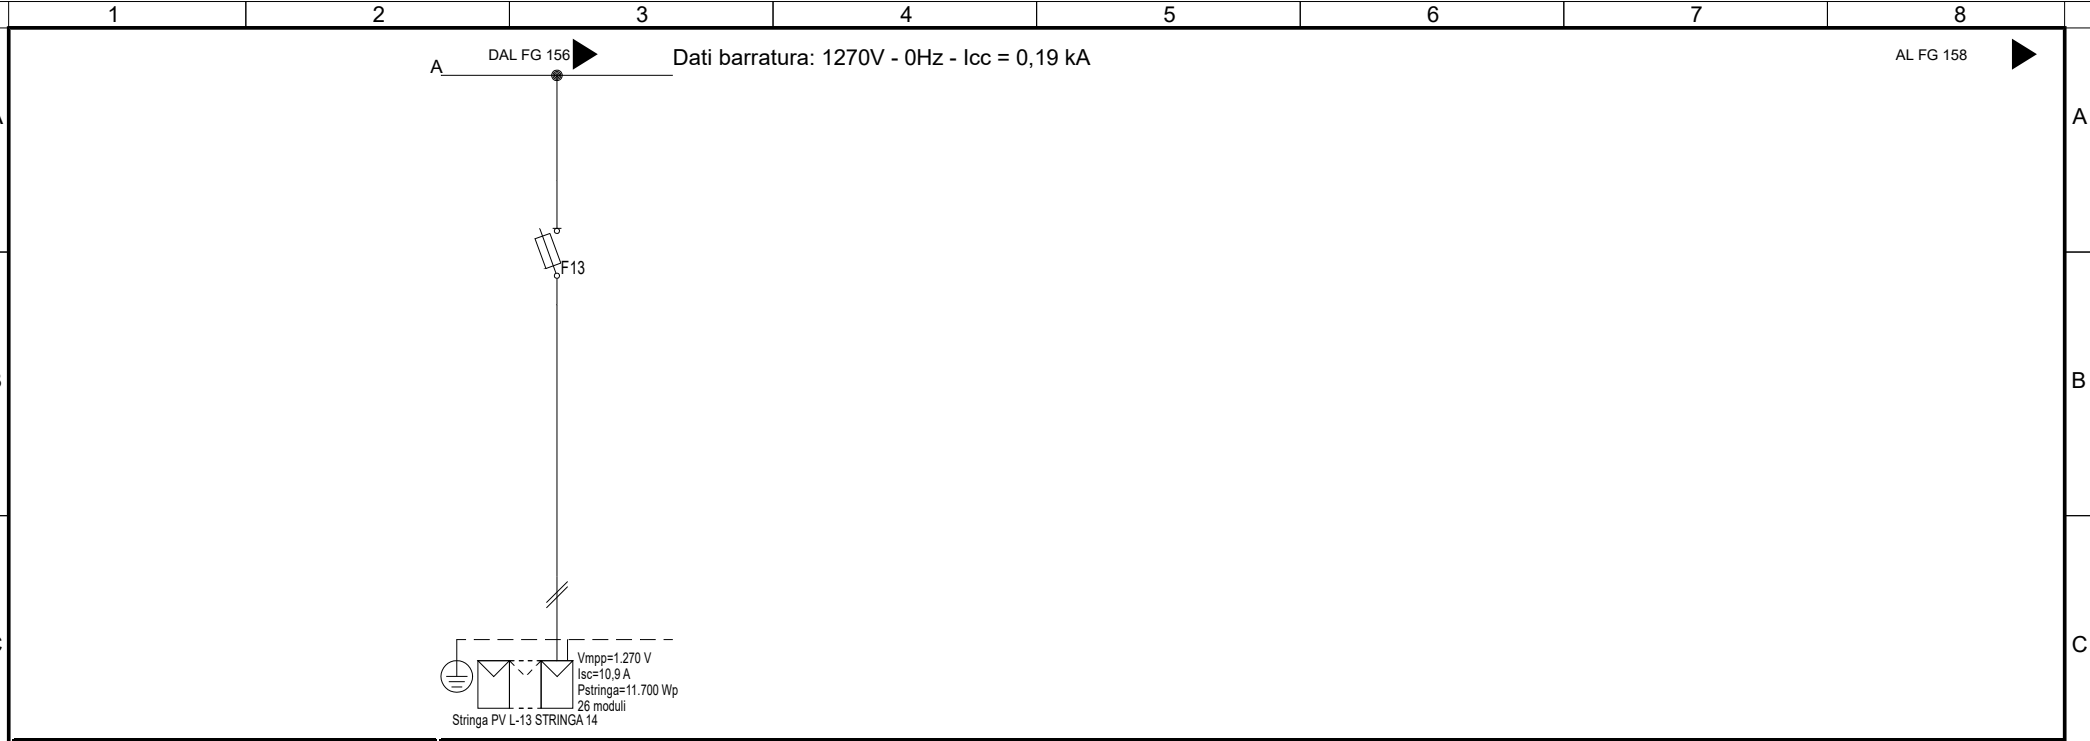 1 2 3 4 5 6 7 8
DAL FG 156
Dati barratura: 1270V - 0Hz - Icc = 0,19 kA
AL FG 158
A
A
F13
B
C
Vmpp=1.270 V
Isc=10,9 A
Pstringa=11.700 Wp
26 moduli
Stringa PV L-13 STRINGA 14